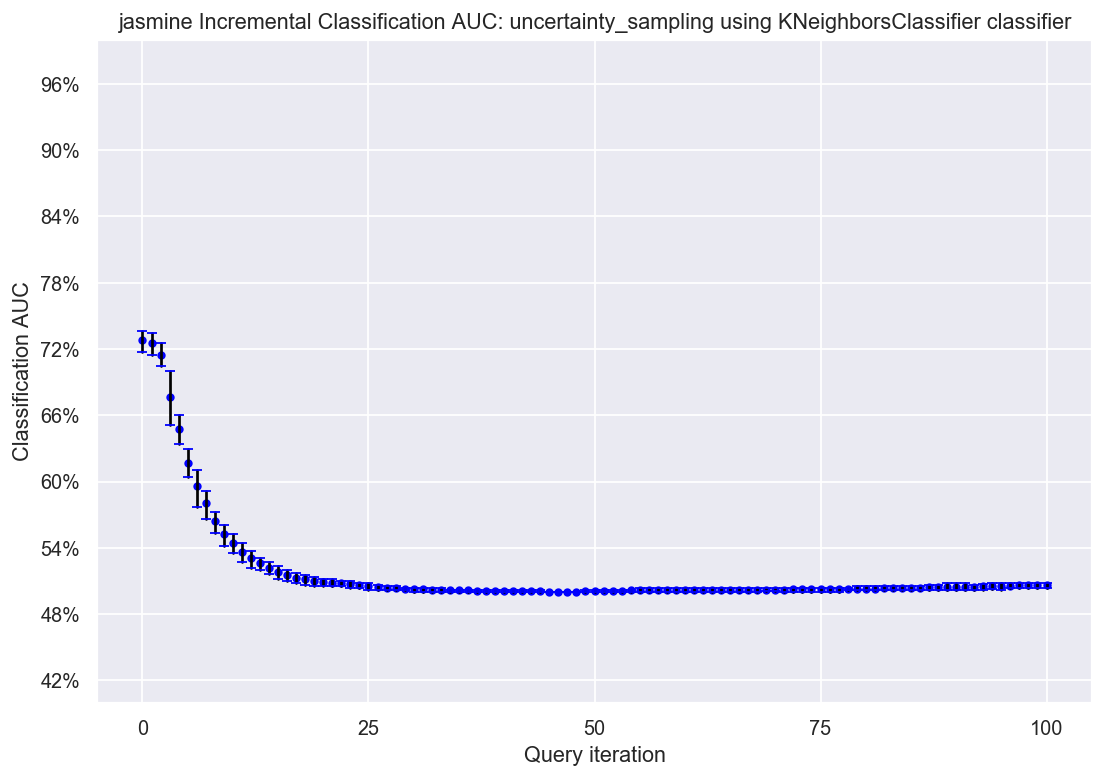 jasmine Incremental Classification AUC: uncertainty_sampling using KNeighborsClassifier classifier
96%
90%
84%
78%
72%
66%
60%
54%
48%
42%
Classification AUC
0 25 50 75 100
Query iteration